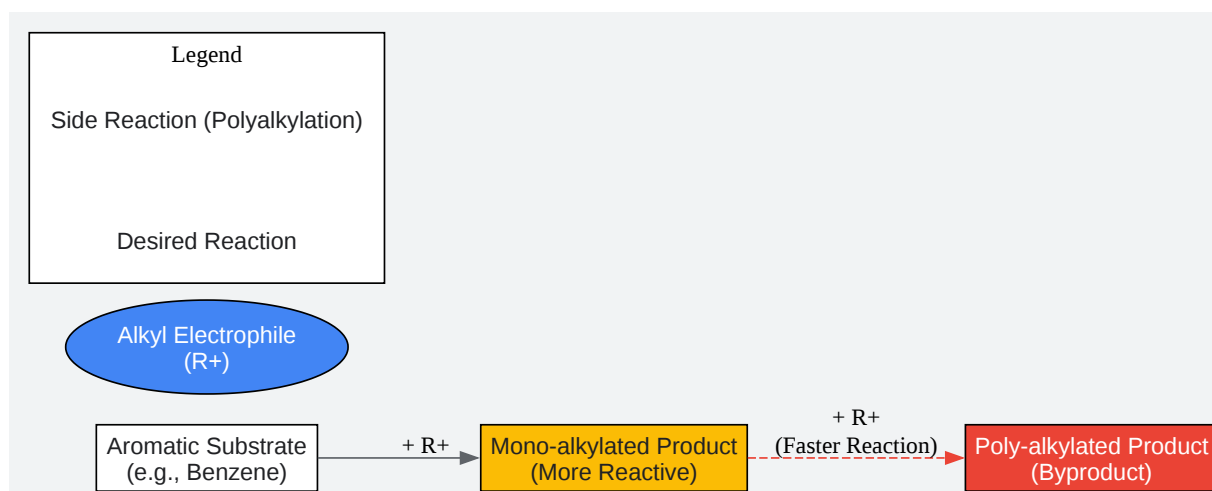 Legend
Side Reaction (Polyalkylation)
Desired Reaction
Alkyl Electrophile
(R+)
Aromatic Substrate
(e.g., Benzene)
+ R+
Mono-alkylated Product
(More Reactive)
+ R+
(Faster Reaction)
Poly-alkylated Product
(Byproduct)